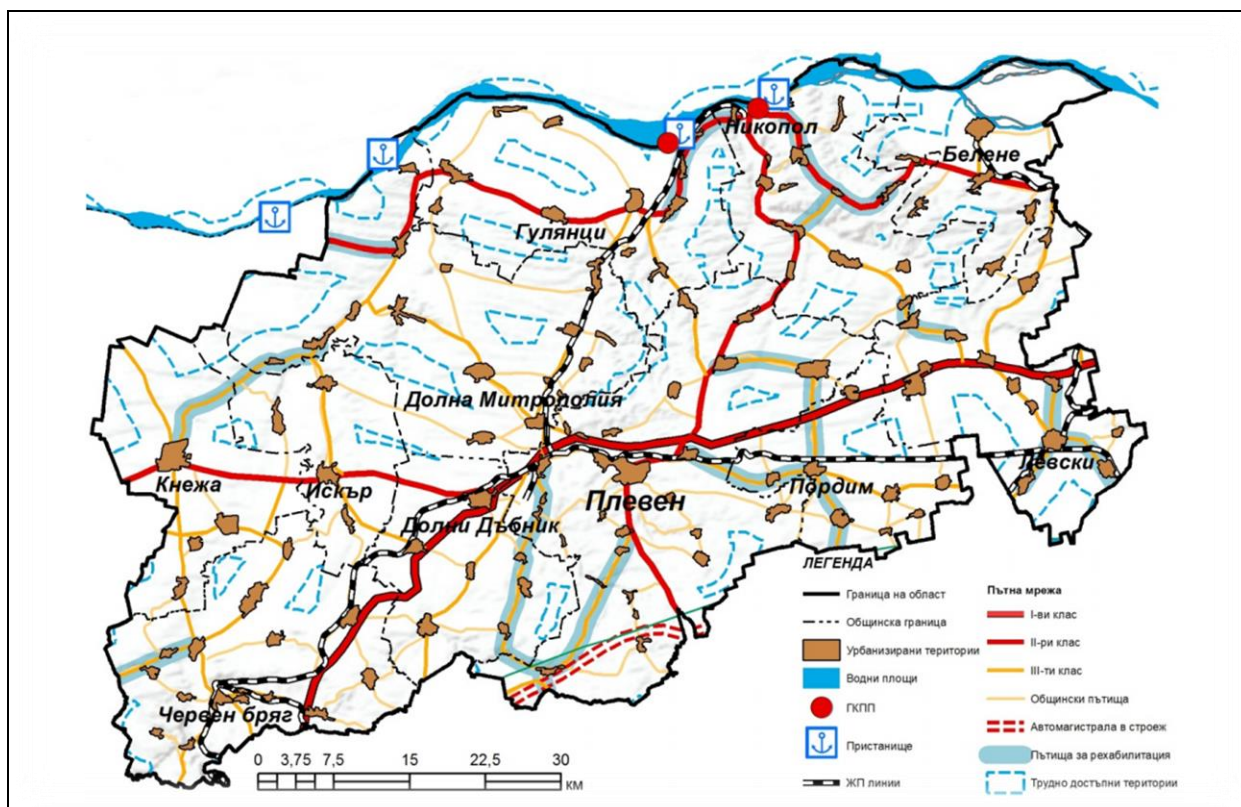 Никопол
Белене
Гулянци
Долна Митрополия
Кнежа
Искър
Долни Дъбник
Плевен
Пордим
Левски
Червен бряг
0 3,75 7,5 15 22,5 30
КМ
ЛЕГЕНДА
Граница на област
Общинска граница
Урбанизирани територии
Водни площи
ГКПП
Пристанище
ЖП линии
Пътна мрежа
I-ви клас
II-ри клас
III-ти клас
Общински пътища
Автомагистрала в строеж
Пътища за рехабилитация
Трудно достъпни територии